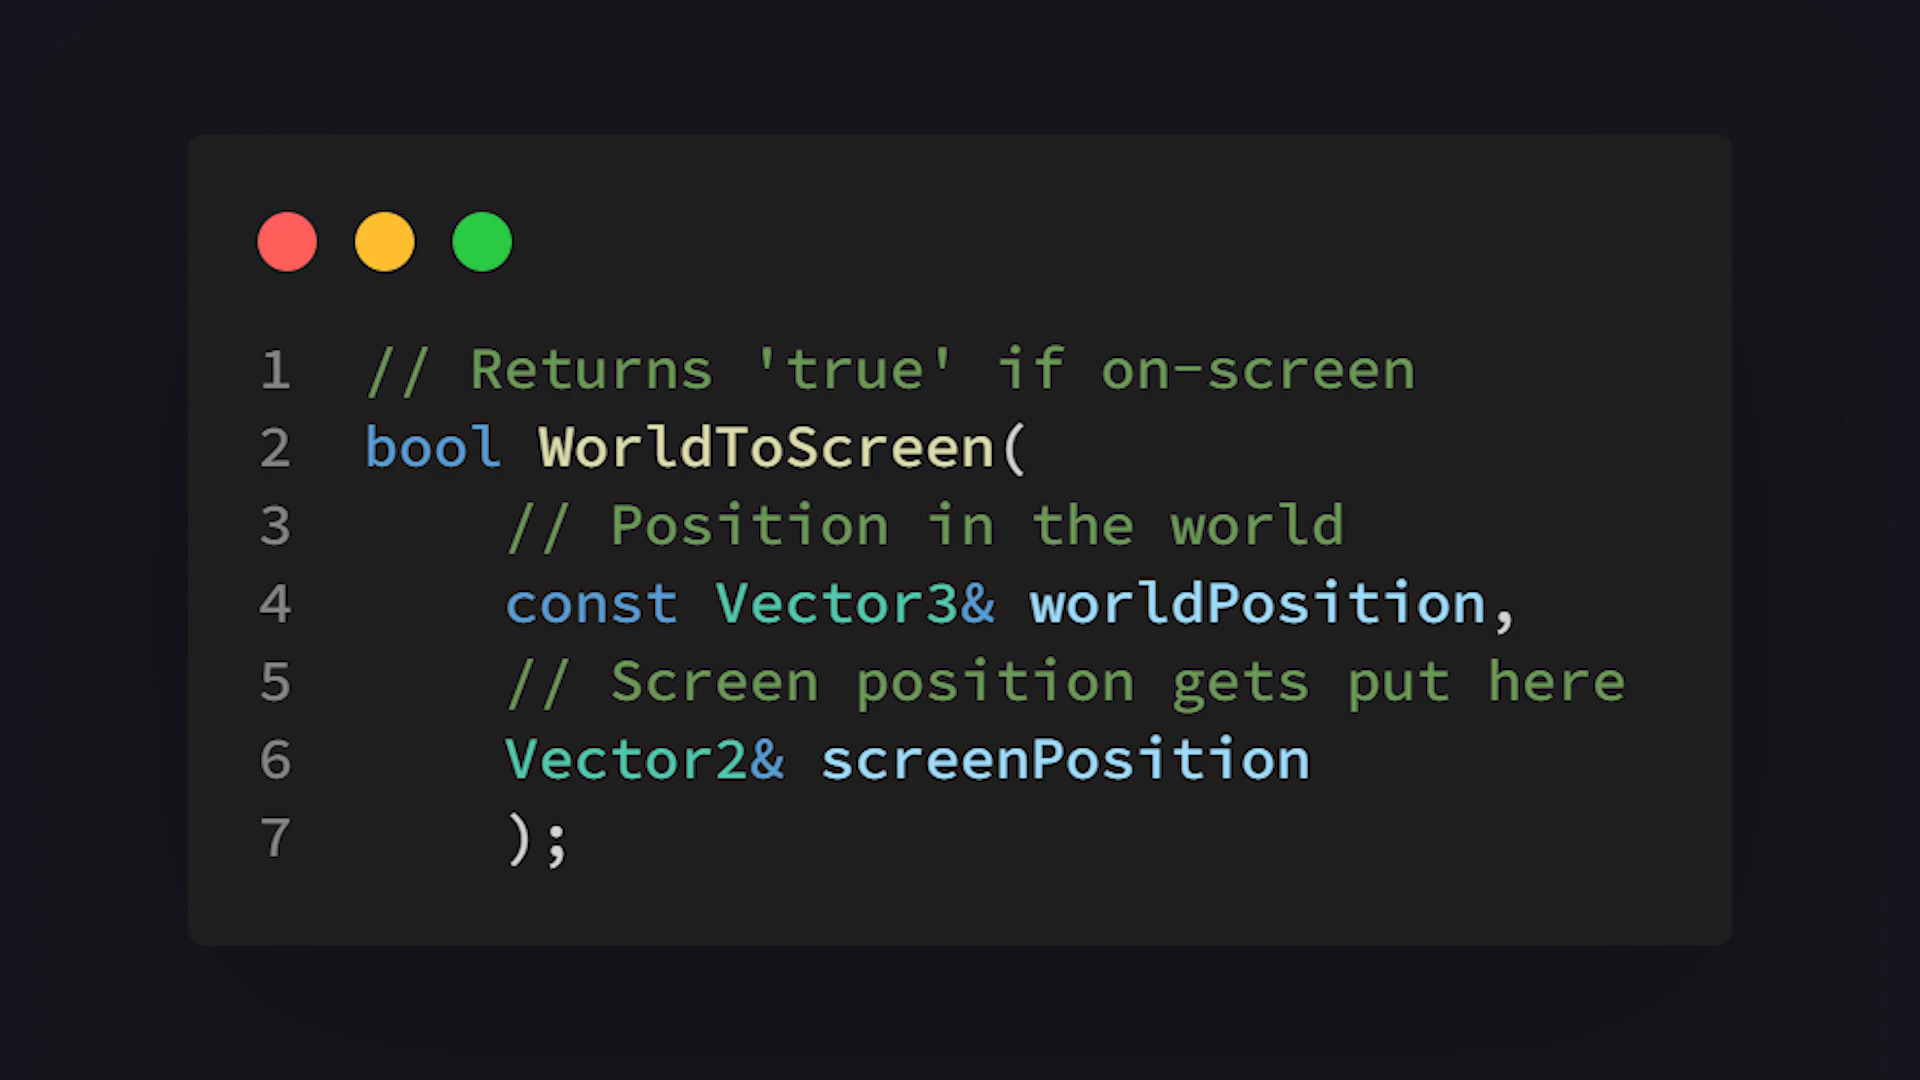 1 // Returns 'true' if on-screen
2 bool WorldToScreen(
3 // Position in the world
4 const Vector3& worldPosition,
5 // Screen position gets put here
6 Vector2& screenPosition
7 );